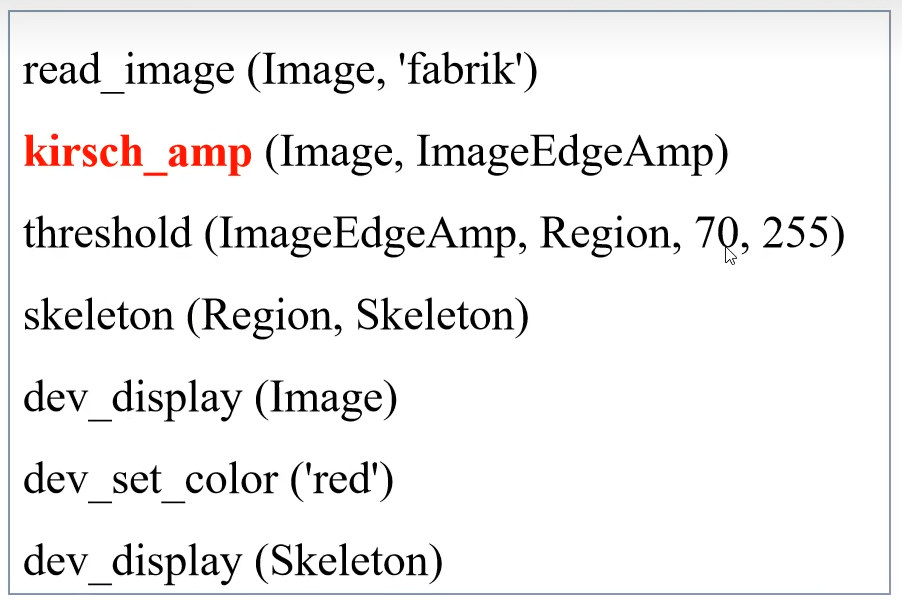 read_image (Image, 'fabrik')
kirsch_amp (Image, ImageEdgeAmp)
threshold (ImageEdgeAmp, Region, 70, 255)
skeleton (Region, Skeleton)
dev_display (Image)
dev_set_color ('red')
dev_display (Skeleton)